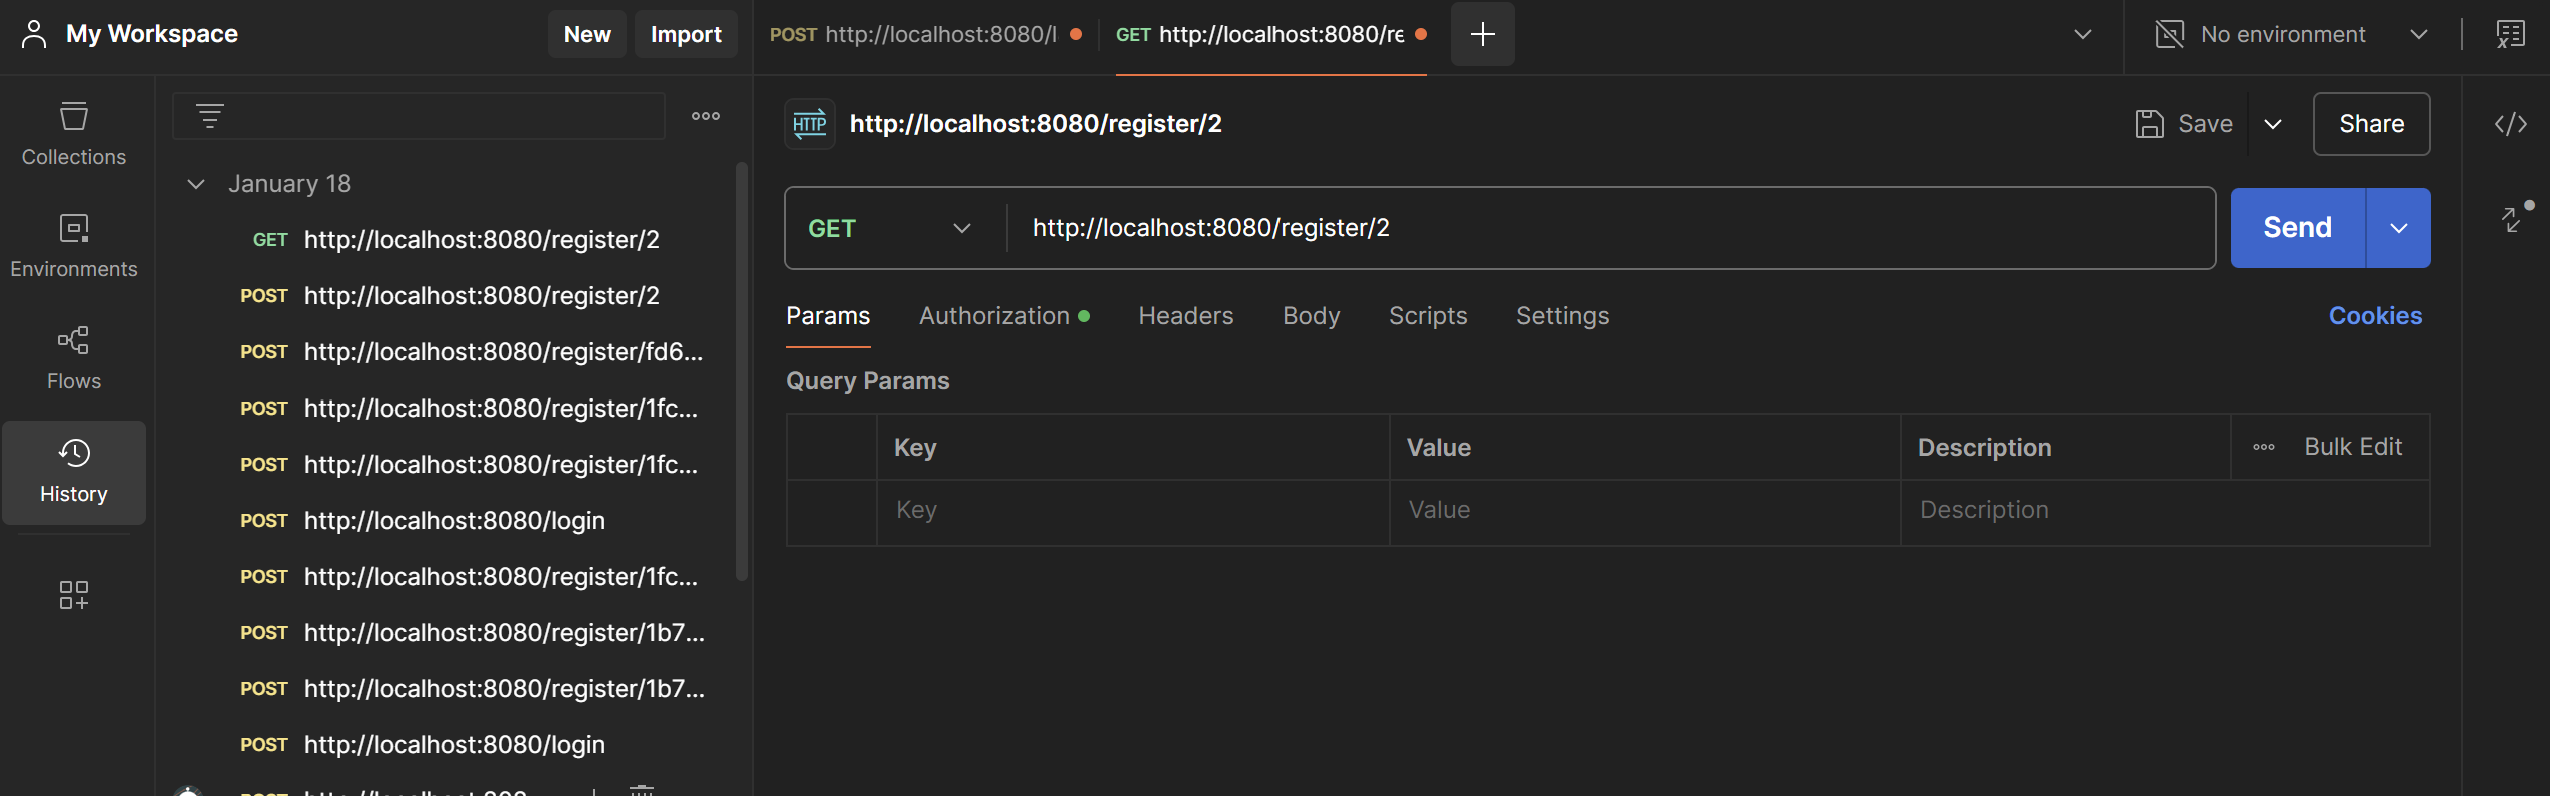 My Workspace
New
Import
POST http://localhost:8080/l
GET http://localhost:8080/re
No environment
Collections
Environments
Flows
History
January 18
GET http://localhost:8080/register/2
POST http://localhost:8080/register/2
POST http://localhost:8080/register/fd6...
POST http://localhost:8080/register/1fc...
POST http://localhost:8080/register/1fc...
POST http://localhost:8080/login
POST http://localhost:8080/register/1fc...
POST http://localhost:8080/register/1b7...
POST http://localhost:8080/register/1b7...
POST http://localhost:8080/login
HTTP http://localhost:8080/register/2
Save
Share
GET http://localhost:8080/register/2
Send
Params Authorization Headers Body Scripts Settings Cookies
Query Params
Key Value Description Bulk Edit
Key Value Description